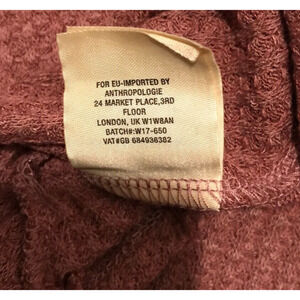 FOR EU-IMPORTED BY
ANTHROPOLOGIE
24 MARKET PLACE,3RD
FLOOR
LONDON, UK W1W8AN
BATCH#:W17-650
VAT#GB 684936382